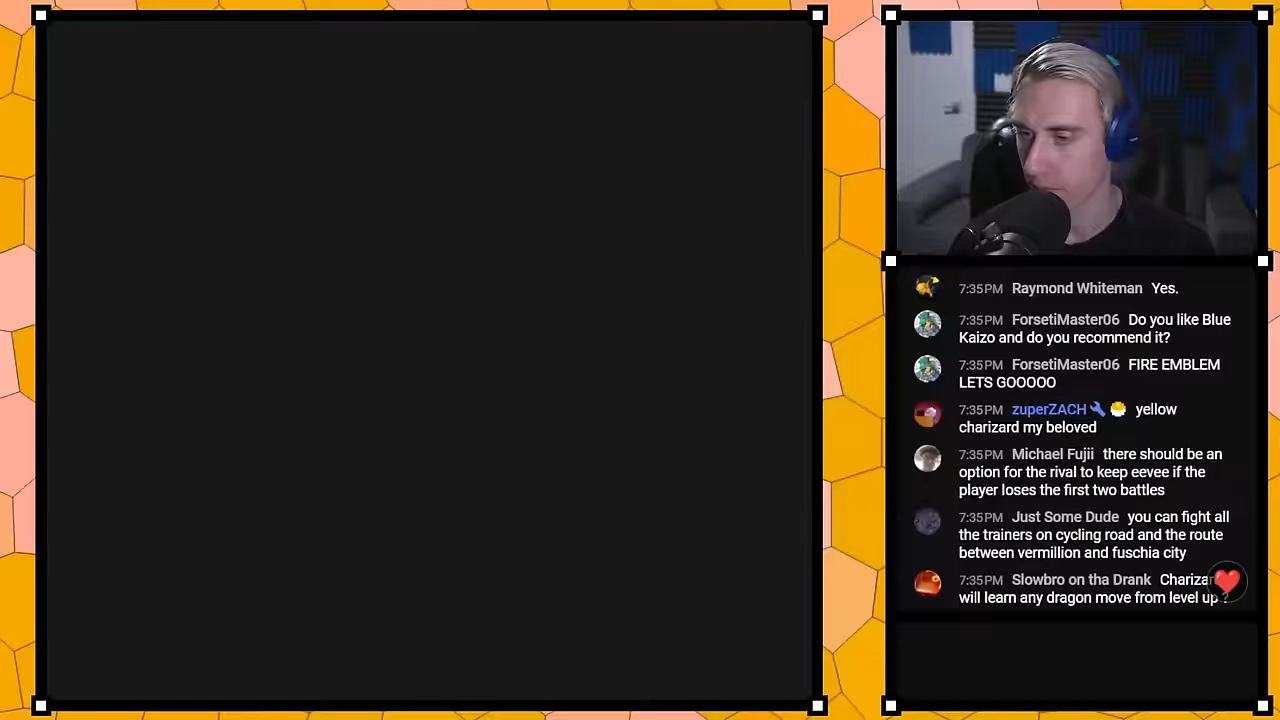 7:35PM Raymond Whiteman Yes.
7:35PM ForsetiMaster06 Do you like Blue
Kaizo and do you recommend it?
7:35PM ForsetiMaster06 FIRE EMBLEM
LETS GOOOOO
7:35PM zuperZACH yellow
charizard my beloved
7:35PM Michael Fujii there should be an
option for the rival to keep eevee if the
player loses the first two battles
7:35PM Just Some Dude you can fight all
the trainers on cycling road and the route
between vermillion and fuschia city
7:35PM Slowbro on tha Drank
will learn any dragon move from level up ?